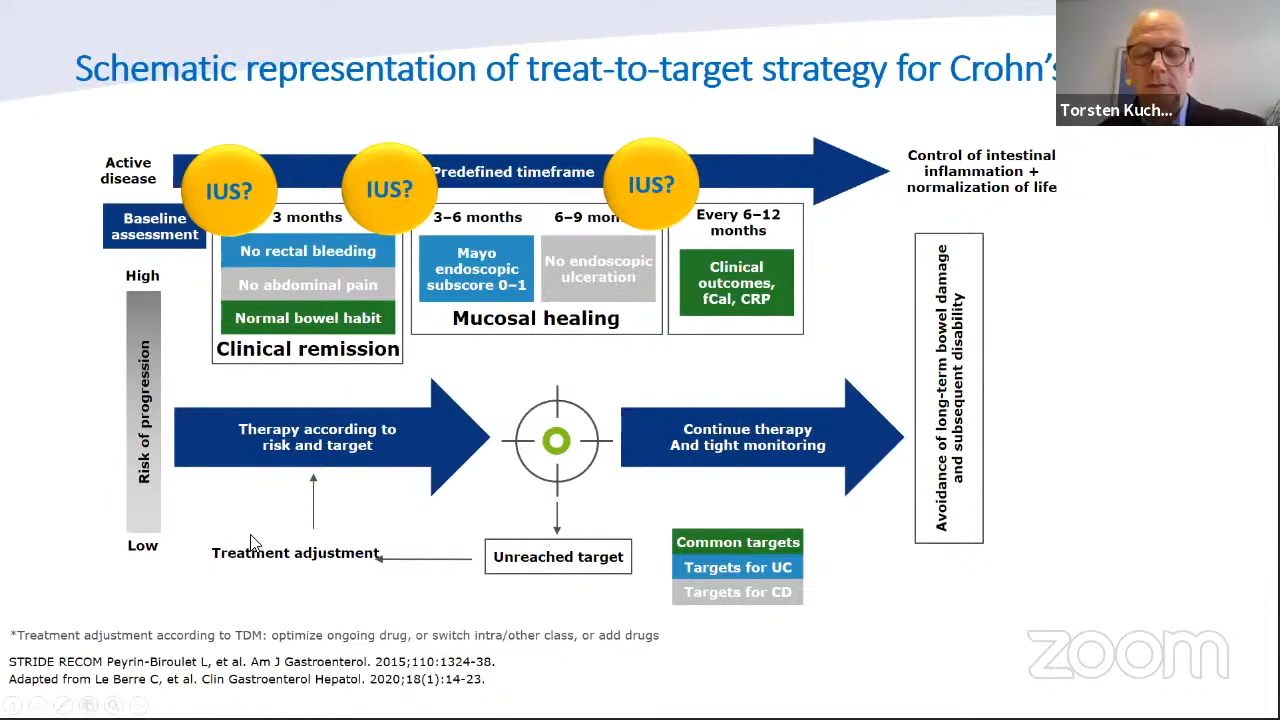 Schematic representation of treat-to-target strategy for Crohn's
Torsten Kuch...
Active
disease
IUS?
IUS?
Predefined timeframe
IUS?
Control of intestinal
inflammation +
normalization of life
Baseline
assessment
3 months
No rectal bleeding
No abdominal pain
Normal bowel habit
Clinical remission
3–6 months
Mayo
endoscopic
subscore 0–1
6–9 mon
No endoscopic
ulceration
Mucosal healing
Every 6–12
months
Clinical
outcomes,
fCal, CRP
High
Risk of progression
Low
Therapy according to
risk and target
Continue therapy
And tight monitoring
Avoidance of long-term bowel damage
and subsequent disability
Treatment adjustment
Unreached target
Common targets
Targets for UC
Targets for CD
*Treatment adjustment according to TDM: optimize ongoing drug, or switch intra/other class, or add drugs
STRIDE RECOM Peyrin-Biroulet L, et al. Am J Gastroenterol. 2015;110:1324-38.
Adapted from Le Berre C, et al. Clin Gastroenterol Hepatol. 2020;18(1):14-23.
zoom